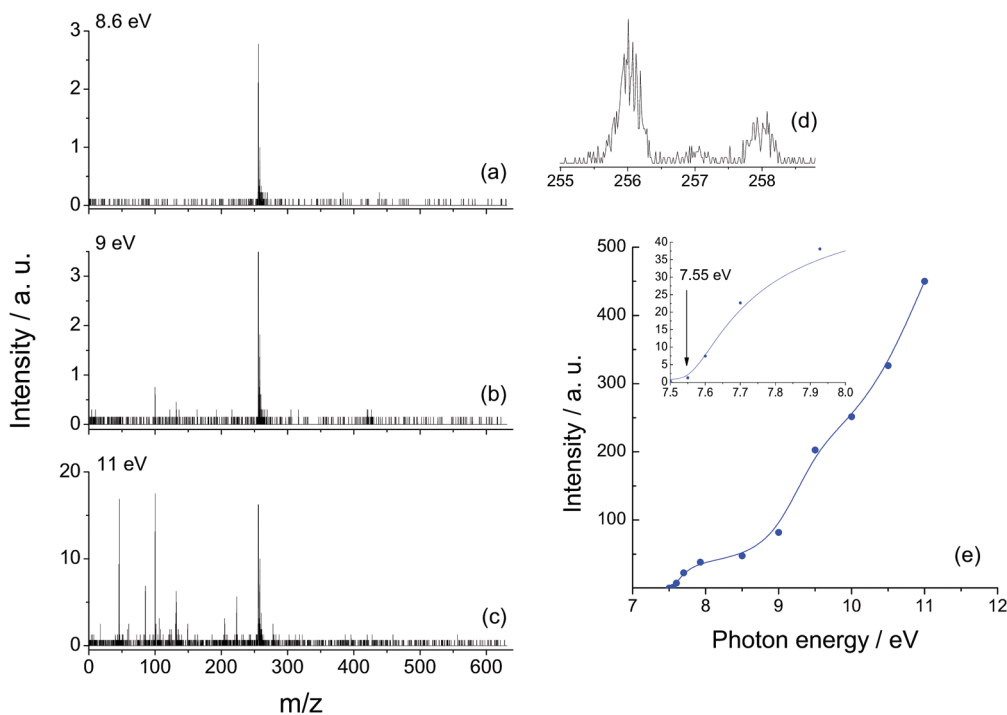 8.6 eV
3
2
1
0
(a)
9 eV
3
2
1
0
(b)
11 eV
20
10
0
(c)
0 100 200 300 400 500 600
m/z
Intensity / a. u.
(d)
255 256 257 258
500
400
300
200
100
7 8 9 10 11 12
Photon energy / eV
Intensity / a. u.
(e)
40
35
30
25
20
15
10
5
0
7.5 7.6 7.7 7.8 7.9 8.0
7.55 eV